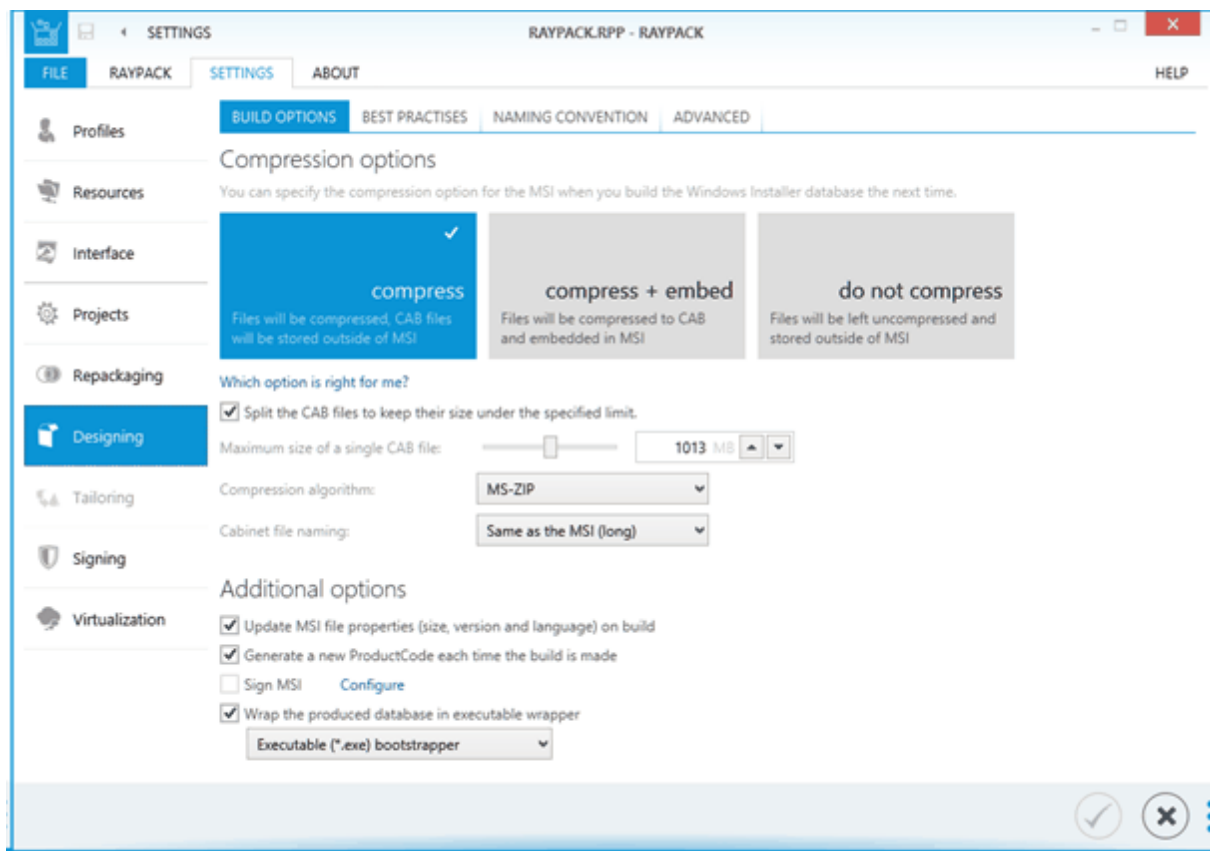 SETTINGS
RAYPACK.RPP - RAYPACK
FILE RAYPACK SETTINGS ABOUT HELP
Profiles
Resources
Interface
Projects
Repackaging
Designing
Tailoring
Signing
Virtualization
BUILD OPTIONS BEST PRACTISES NAMING CONVENTION ADVANCED
Compression options
You can specify the compression option for the MSI when you build the Windows Installer database the next time.
compress
Files will be compressed, CAB files
will be stored outside of MSI
compress + embed
Files will be compressed to CAB
and embedded in MSI
do not compress
Files will be left uncompressed and
stored outside of MSI
Which option is right for me?
Split the CAB files to keep their size under the specified limit.
Maximum size of a single CAB file: 1013 MB
Compression algorithm: MS-ZIP
Cabinet file naming: Same as the MSI (long)
Additional options
Update MSI file properties (size, version and language) on build
Generate a new ProductCode each time the build is made
Sign MSI Configure
Wrap the produced database in executable wrapper
Executable (*.exe) bootstrapper